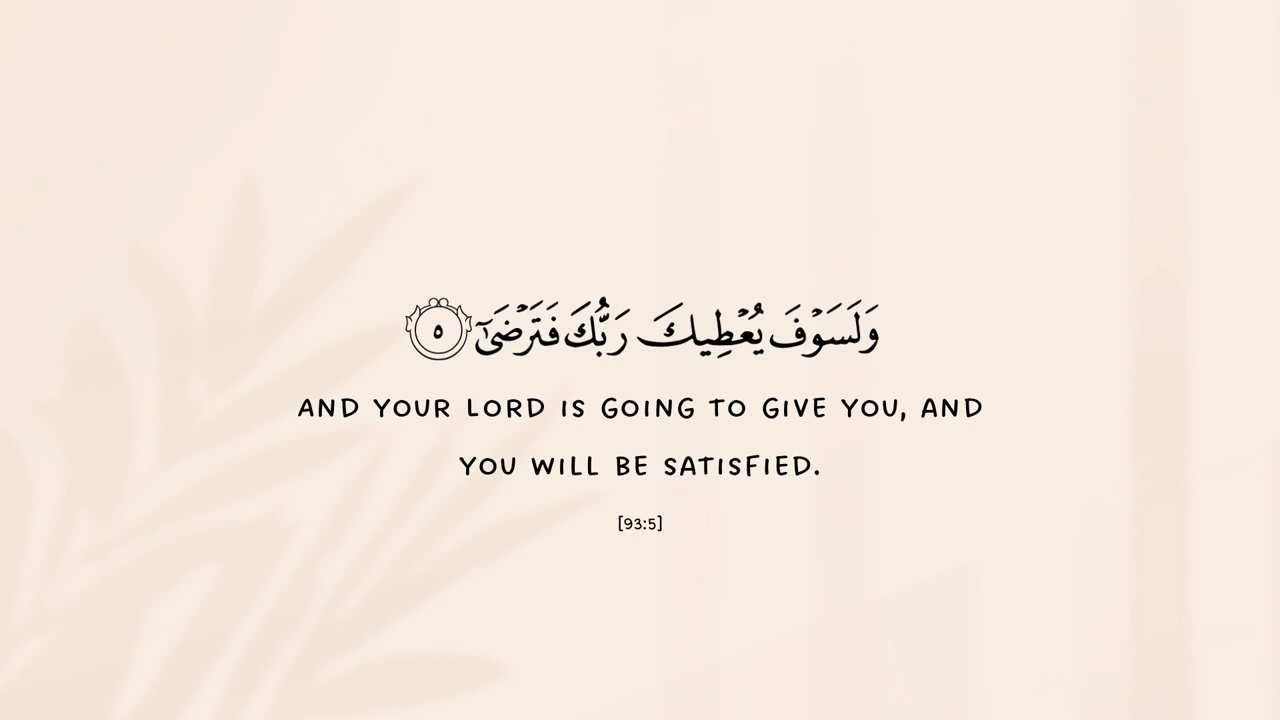 وَلَسَوْفَ يُعْطِيكَ رَبُّكَ فَتَرْضَىٰٓ ٥
AND YOUR LORD IS GOING TO GIVE YOU, AND
YOU WILL BE SATISFIED.
[93:5]